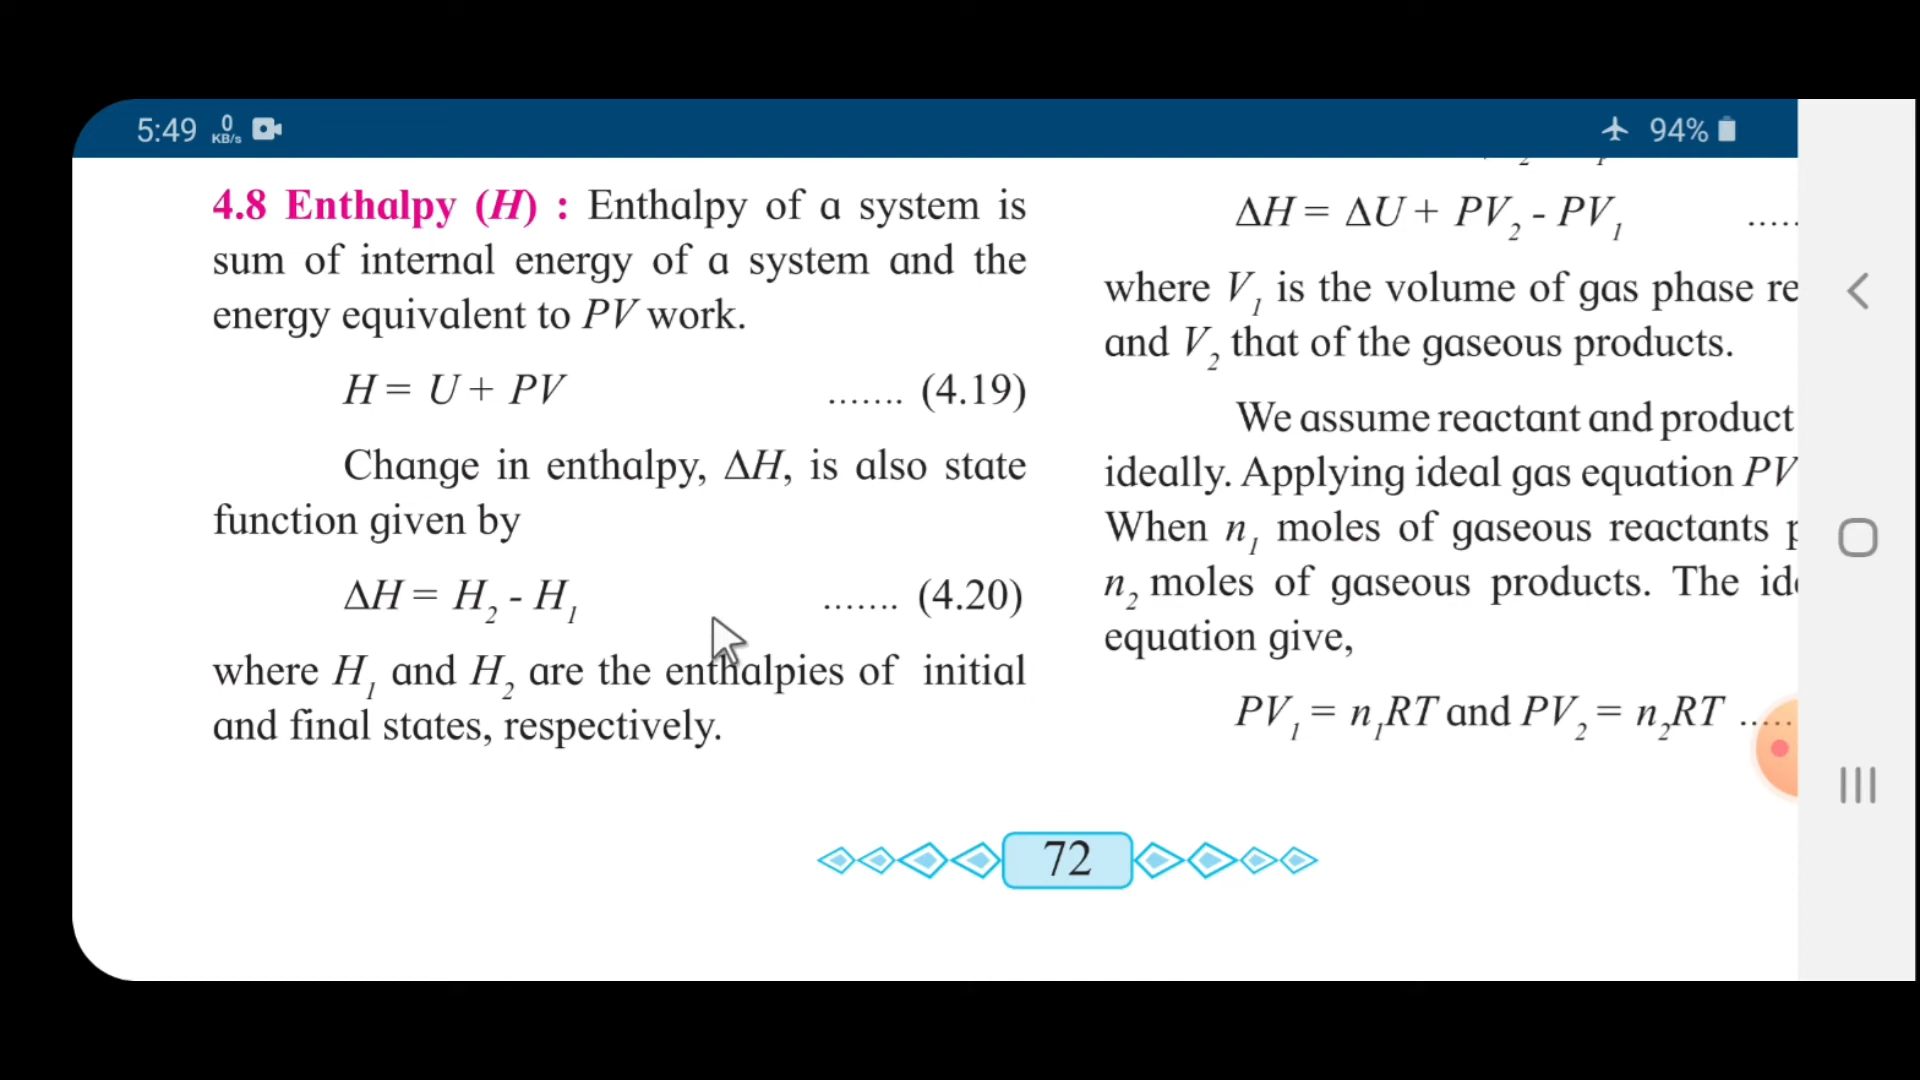 5:49 0 KB/s 94%
4.8 Enthalpy (H) : Enthalpy of a system is
sum of internal energy of a system and the
energy equivalent to PV work.
H = U + PV ....... (4.19)
Change in enthalpy, ΔH, is also state
function given by
ΔH = H₂ - H₁ ....... (4.20)
where H₁ and H₂ are the enthalpies of initial
and final states, respectively.
ΔH = ΔU + PV₂ - PV₁ .....
where V₁ is the volume of gas phase re
and V₂ that of the gaseous products.
We assume reactant and product
ideally. Applying ideal gas equation PV
When n₁ moles of gaseous reactants
n₂ moles of gaseous products. The id
equation give,
PV₁ = n₁RT and PV₂ = n₂RT .....
72